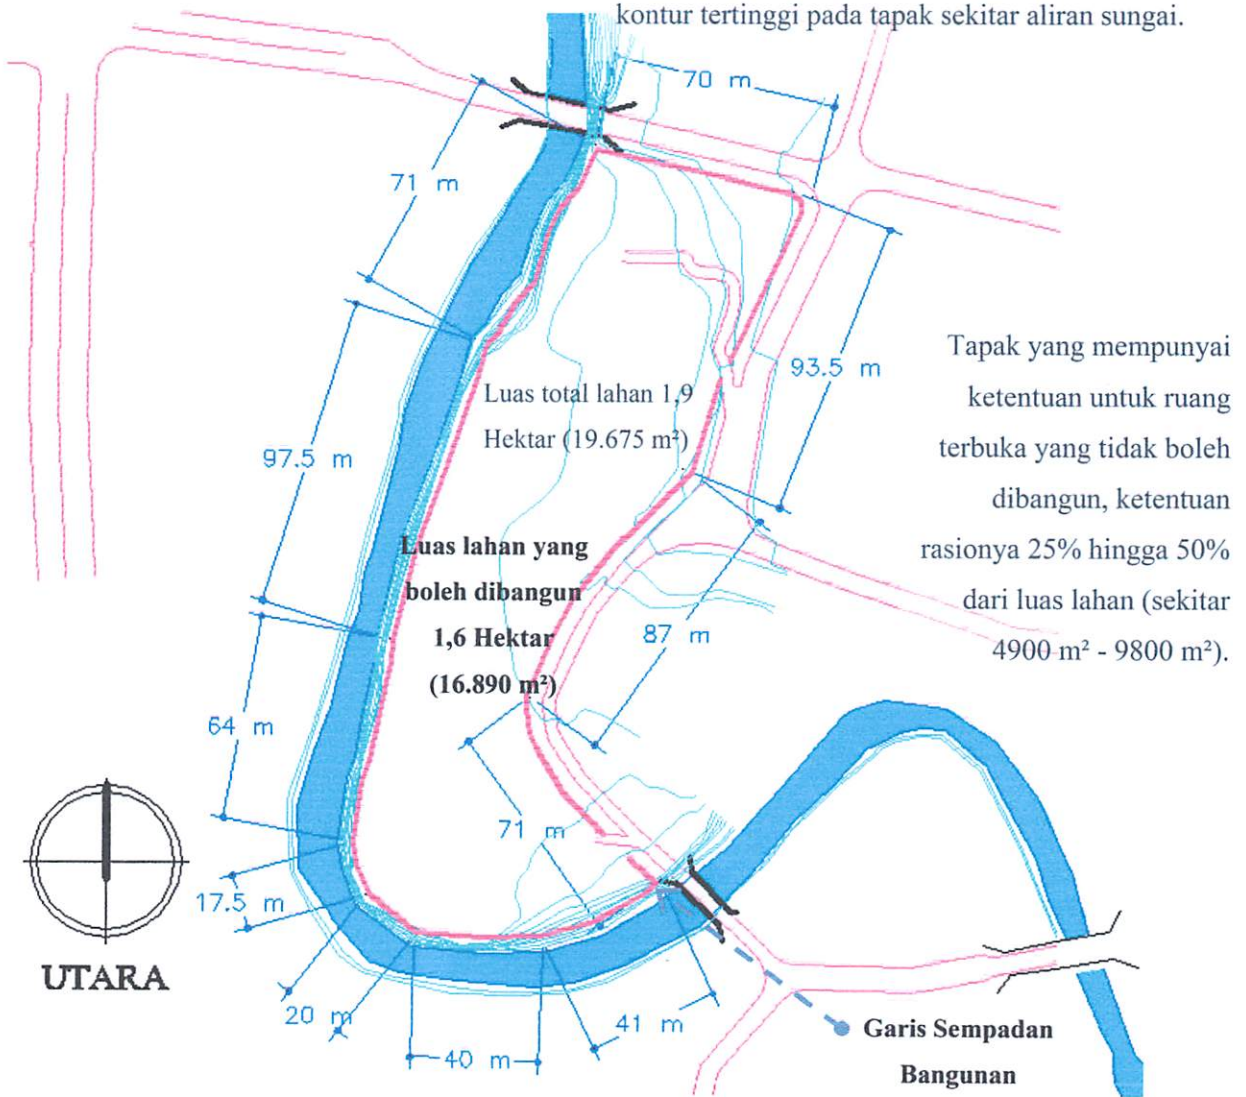 kontur tertinggi pada tapak sekitar aliran sungai.
70 m
71 m
93.5 m
Tapak yang mempunyai
ketentuan untuk ruang
terbuka yang tidak boleh
dibangun, ketentuan
rasionya 25% hingga 50%
dari luas lahan (sekitar
4900 m² - 9800 m²).
Luas total lahan 1,9
Hektar (19.675 m²)
97.5 m
Luas lahan yang
boleh dibangun
1,6 Hektar
(16.890 m²)
87 m
64 m
71 m
17.5 m
UTARA
20 m
40 m
41 m
Garis Sempadan
Bangunan